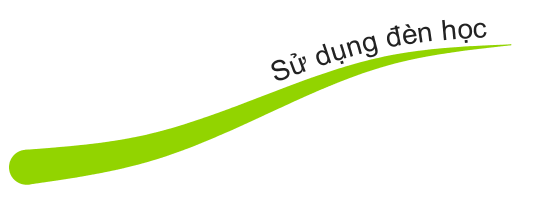 Sử dụng đèn học